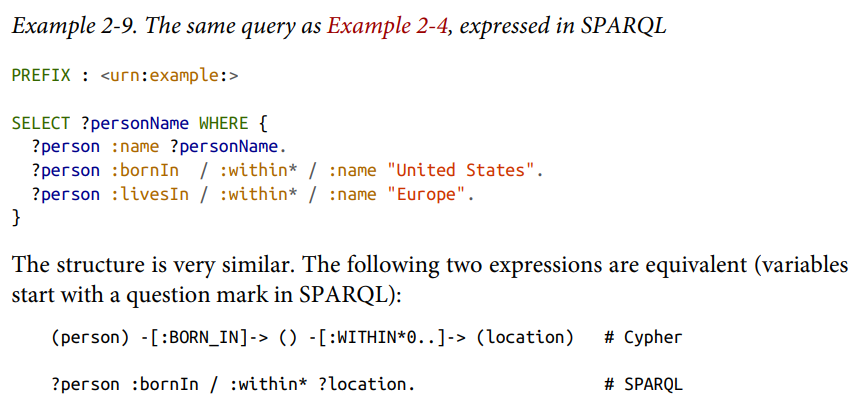 Example 2-9. The same query as Example 2-4, expressed in SPARQL
PREFIX : <urn:example:>
SELECT ?personName WHERE {
?person :name ?personName.
?person :bornIn / :within* / :name "United States".
?person :livesIn / :within* / :name "Europe".
}
The structure is very similar. The following two expressions are equivalent (variables
start with a question mark in SPARQL):
(person) -[:BORN_IN]-> () -[:WITHIN*0..]-> (location) # Cypher
?person :bornIn / :within* ?location. # SPARQL